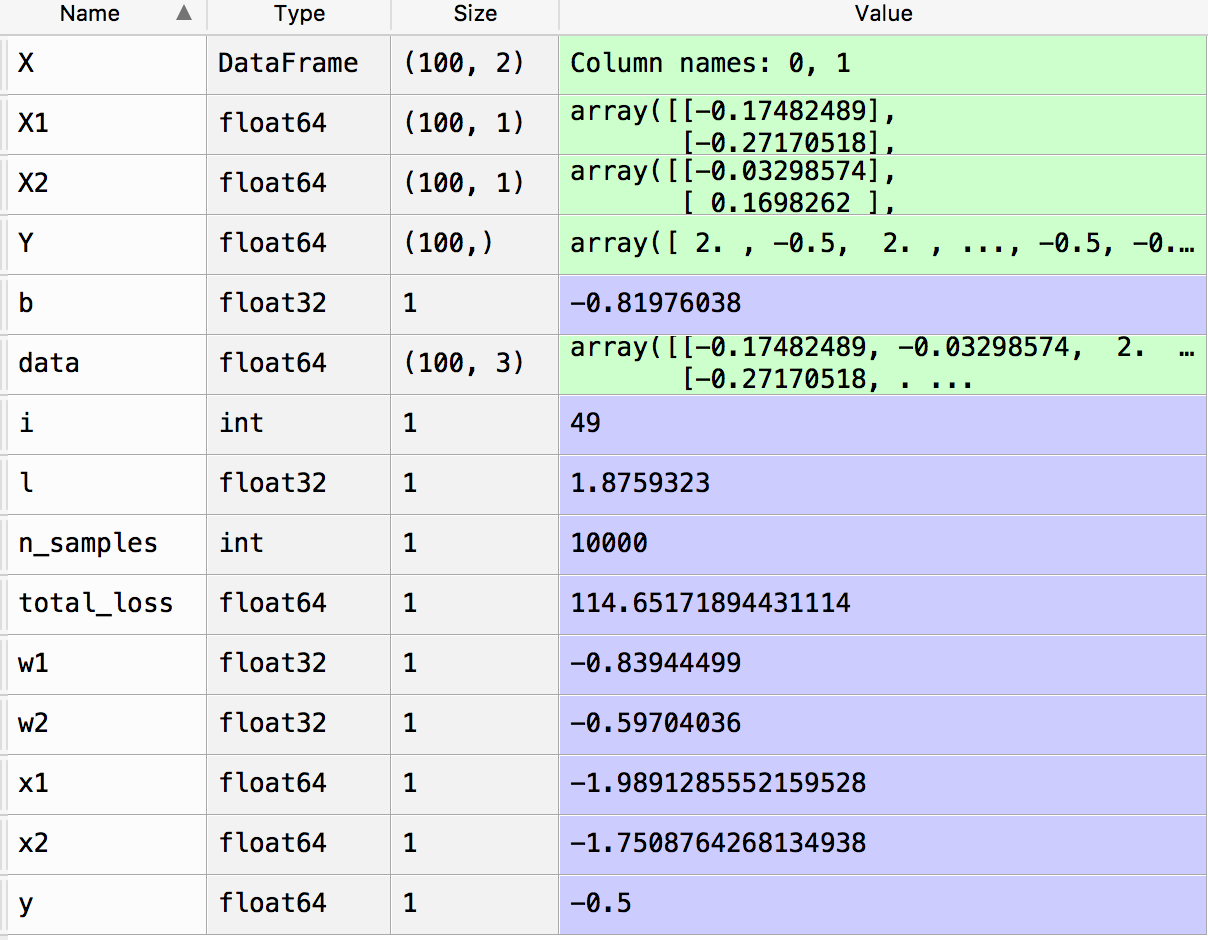 Name ▲ Type Size Value
X DataFrame (100, 2) Column names: 0, 1
X1 float64 (100, 1) array([[-0.17482489],
[-0.27170518],
X2 float64 (100, 1) array([[-0.03298574],
[ 0.1698262 ],
Y float64 (100,) array([ 2. , -0.5,  2. , ..., -0.5, -0.…
b float32 1 -0.81976038
data float64 (100, 3) array([[-0.17482489, -0.03298574,  2.  …
[-0.27170518, . ...
i int 1 49
l float32 1 1.8759323
n_samples int 1 10000
total_loss float64 1 114.65171894431114
w1 float32 1 -0.83944499
w2 float32 1 -0.59704036
x1 float64 1 -1.9891285552159528
x2 float64 1 -1.7508764268134938
y float64 1 -0.5